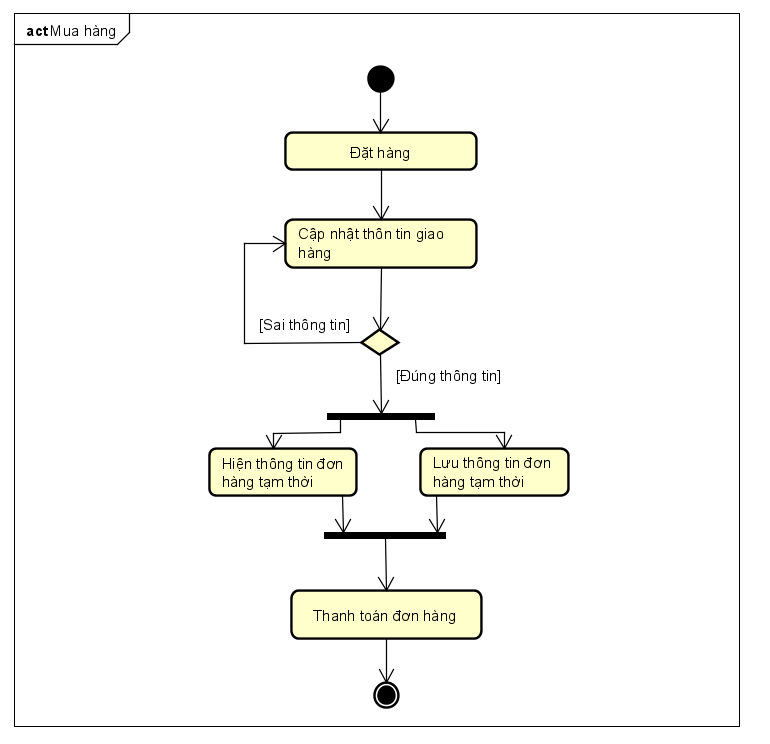 act Mua hàng
Đặt hàng
Cập nhật thôn tin giao
hàng
[Sai thông tin]
[Đúng thông tin]
Hiện thông tin đơn
hàng tạm thời
Lưu thông tin đơn
hàng tạm thời
Thanh toán đơn hàng